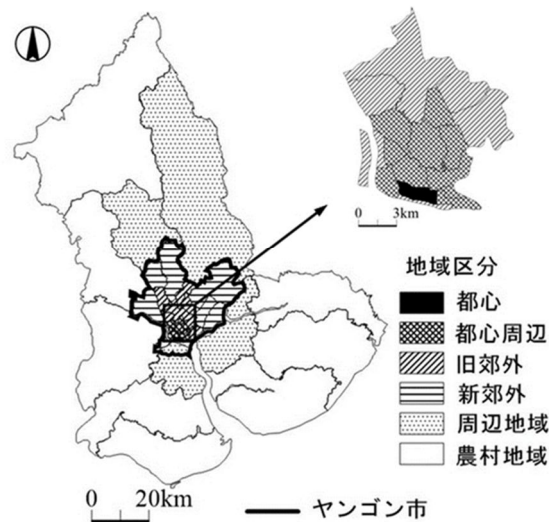 0 3km
地域区分
都心
都心周辺
旧郊外
新郊外
周辺地域
農村地域
0 20km
ヤンゴン市